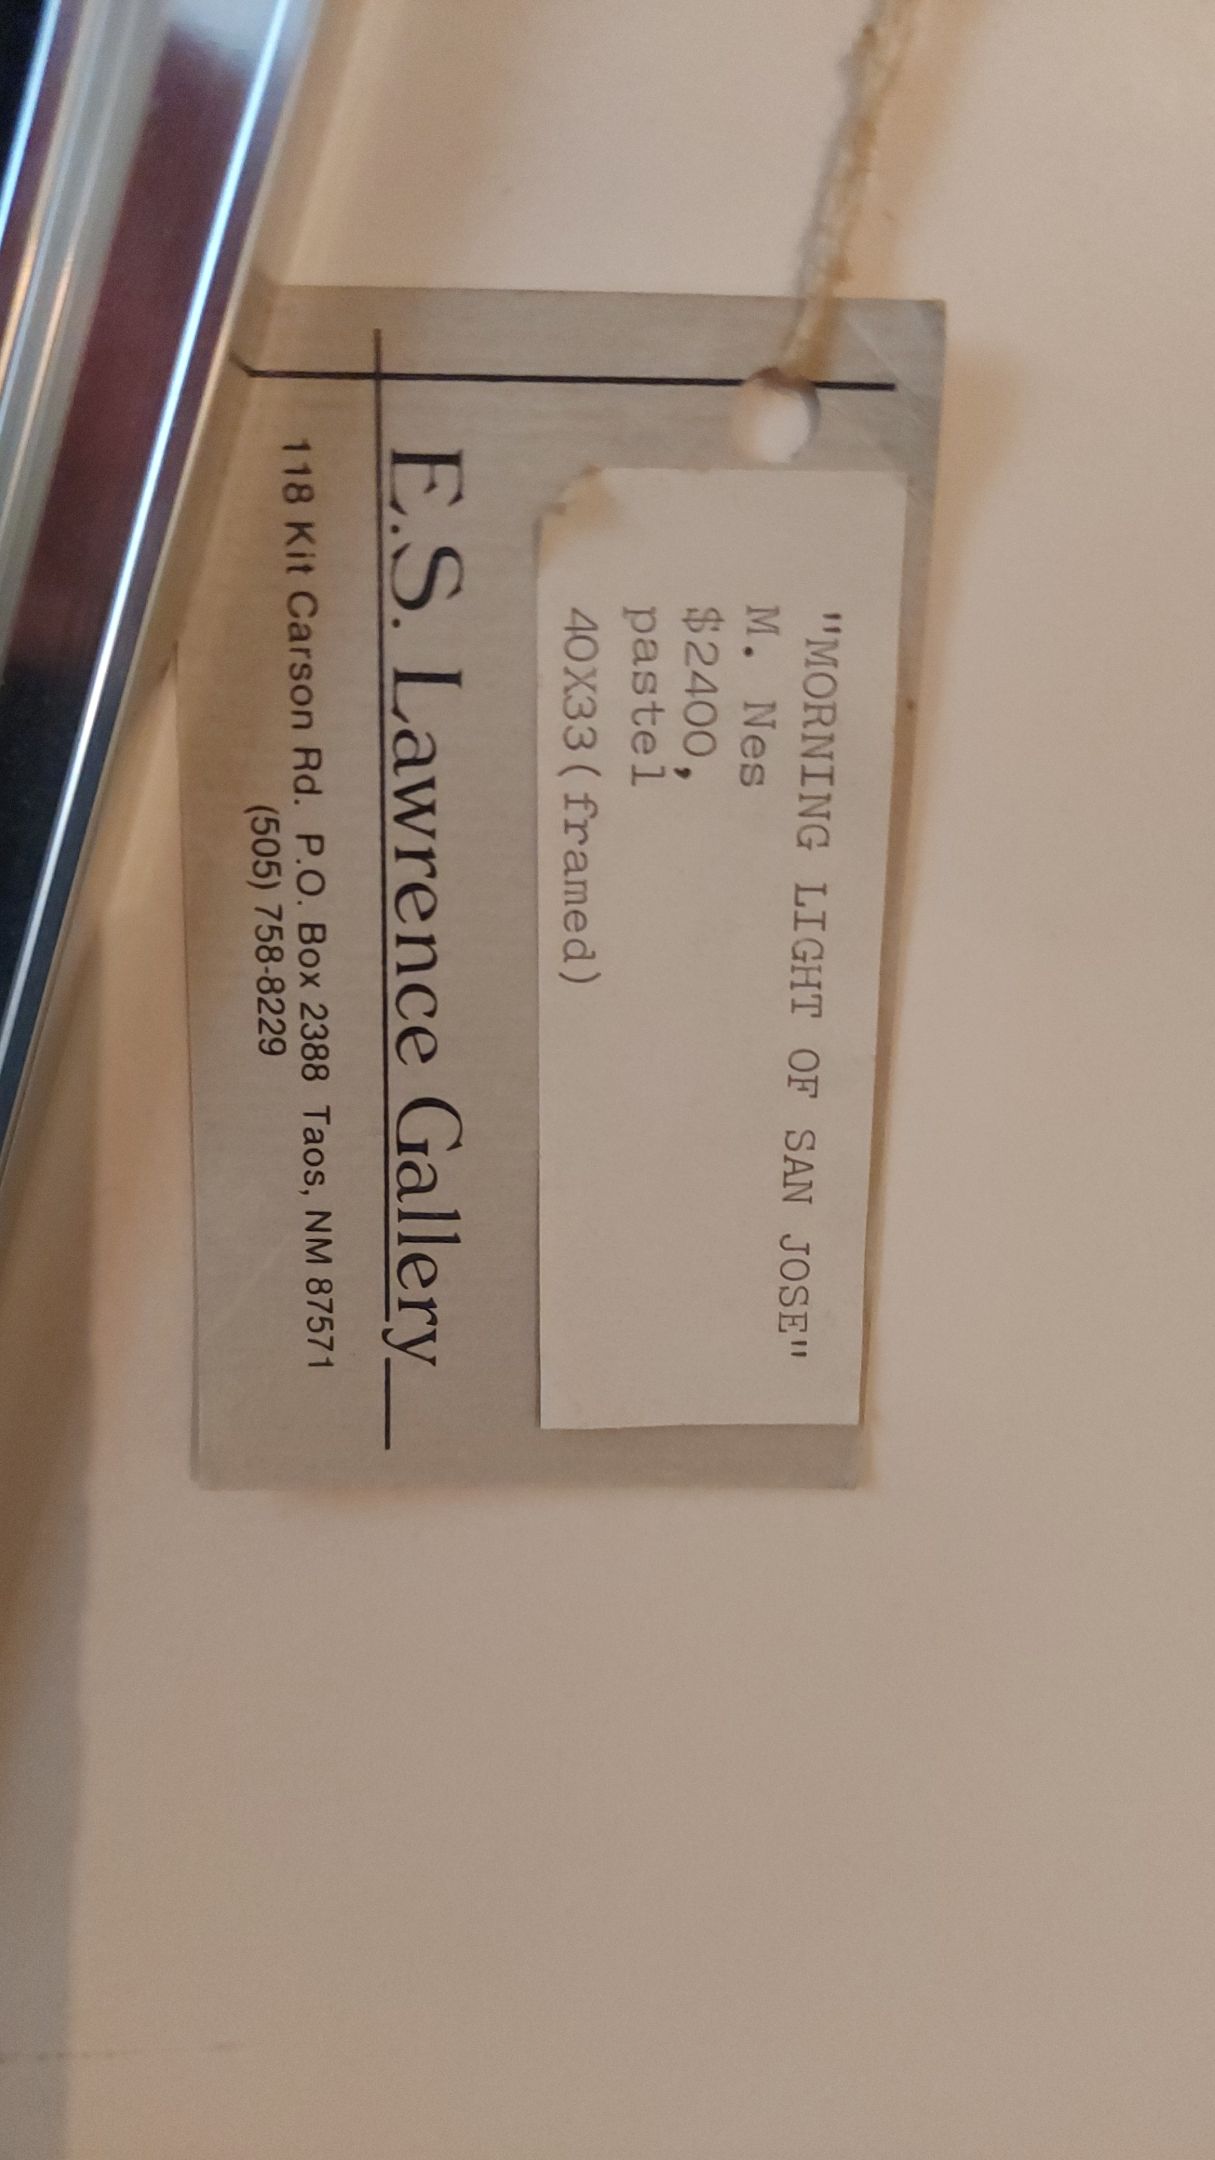 "MORNING LIGHT OF SAN JOSE"
M. Nes
$2400,
pastel
40X33(framed)
E.S. Lawrence Gallery
118 Kit Carson Rd. P.O. Box 2388 Taos, NM 87571
(505) 758-8229